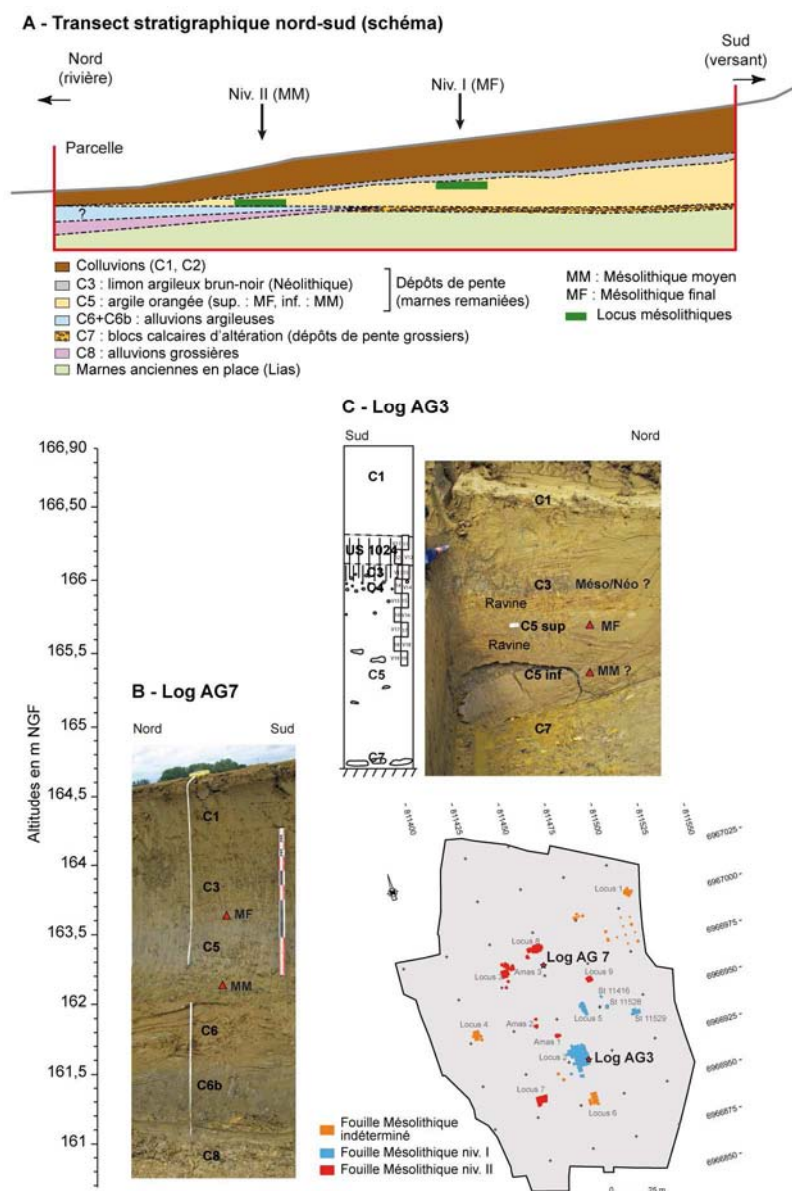 A - Transect stratigraphique nord-sud (schéma)
Nord
(rivière)
Sud
(versant)
Niv. II (MM)
Niv. I (MF)
Parcelle
?
Colluvions (C1, C2)
C3 : limon argileux brun-noir (Néolithique)
C5 : argile orangée (sup. : MF, inf. : MM)
C6+C6b : alluvions argileuses
C7 : blocs calcaires d'altération (dépôts de pente grossiers)
C8 : alluvions grossières
Marnes anciennes en place (Lias)
Dépôts de pente
(marnes remaniées)
MM : Mésolithique moyen
MF : Mésolithique final
Locus mésolithiques
C - Log AG3
Sud
Nord
C1
US 1024
C3
C4
C5
C7
C1
C3
Méso/Néo ?
Ravine
C5 sup
MF
Ravine
C5 inf
MM ?
C7
Altitudes en m NGF
166,90
166,50
166
165,5
165
164,5
164
163,5
162
161,5
161
B - Log AG7
Nord
Sud
C1
C3
MF
C5
MM
C6
C6b
C8
811400
811425
811450
811475
811500
811525
811550
6967025
6967000
6966975
6966950
6966925
6966950
6966875
6966850
Locus 1
Locus 8
Log AG 7
Amas 3
Locus 9
St 11416
St 11528
Locus 5
St 11529
Locus 4
Amas 2
Amas 1
Locus 2
Log AG3
Locus 7
Locus 6
Fouille Mésolithique
indéterminé
Fouille Mésolithique niv. I
Fouille Mésolithique niv. II
0
25 m